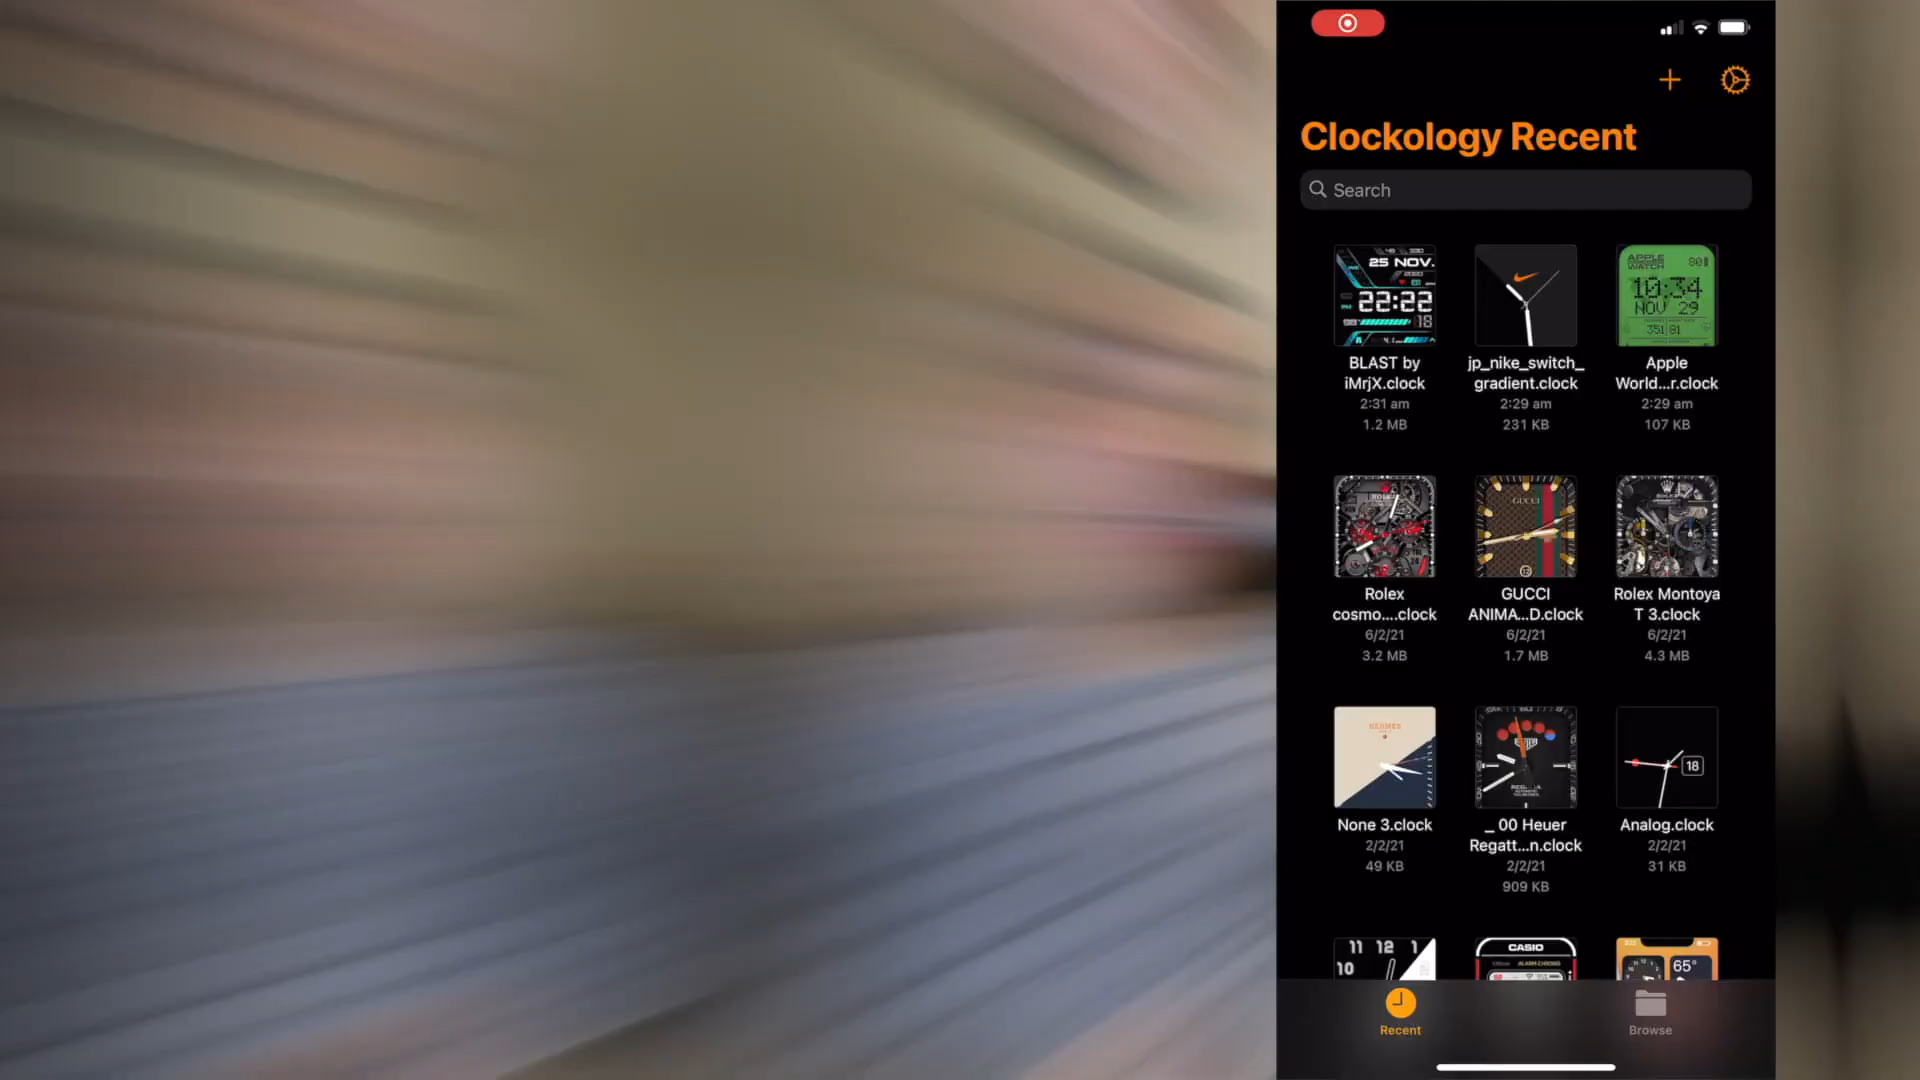 Clockology Recent
Search
25 NOV.
22:22
18
APPLE
WATCH
80
10:34
NOV 29
351 81
BLAST by
iMrjX.clock
2:31 am
1.2 MB
jp_nike_switch_
gradient.clock
2:29 am
231 KB
Apple
World...r.clock
2:29 am
107 KB
GUCCI
Rolex
cosmo....clock
6/2/21
3.2 MB
GUCCI
ANIMA...D.clock
6/2/21
1.7 MB
Rolex Montoya
T 3.clock
6/2/21
4.3 MB
HERMES
18
None 3.clock
2/2/21
49 KB
_ 00 Heuer
Regatt...n.clock
2/2/21
909 KB
Analog.clock
2/2/21
31 KB
11 12 1
10
CASIO
65°
Recent
Browse